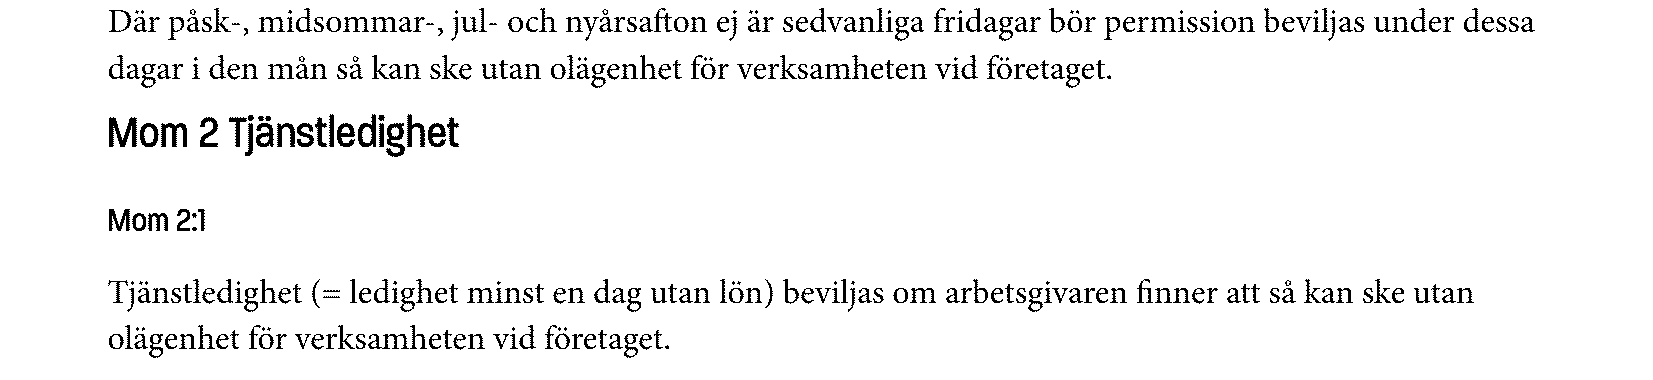 Där påsk-, midsommar-, jul- och nyårsafton ej är sedvanliga fridagar bör permission beviljas under dessa
dagar i den mån så kan ske utan olägenhet för verksamheten vid företaget.
Mom 2 Tjänstledighet
Mom 2:1
Tjänstledighet (= ledighet minst en dag utan lön) beviljas om arbetsgivaren finner att så kan ske utan
olägenhet för verksamheten vid företaget.